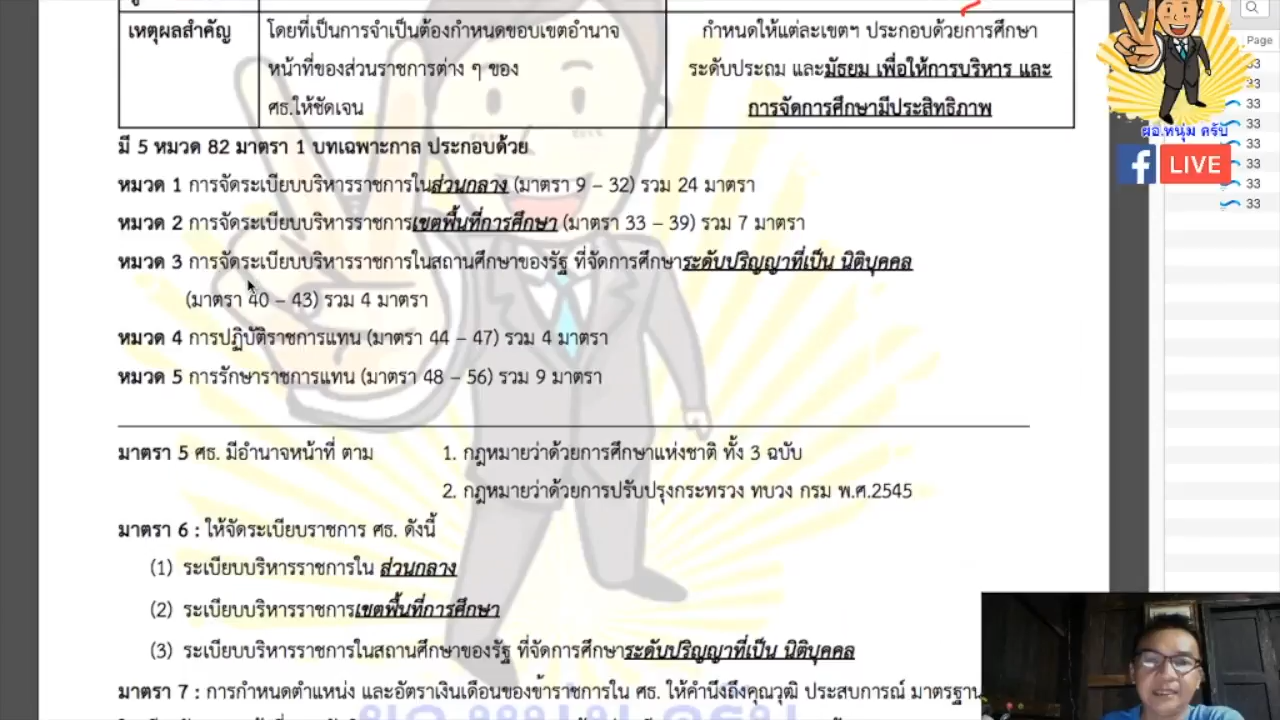 เหตุผลสำคัญ โดยที่เป็นการจำเป็นต้องกำหนดขอบเขตอำนาจ กำหนดให้แต่ละเขตฯ ประกอบด้วยการศึกษา
หน้าที่ของส่วนราชการต่าง ๆ ของ ระดับประถม และมัธยม เพื่อให้การบริหาร และ
ศธ.ให้ชัดเจน การจัดการศึกษามีประสิทธิภาพ
มี 5 หมวด 82 มาตรา 1 บทเฉพาะกาล ประกอบด้วย
หมวด 1 การจัดระเบียบบริหารราชการในส่วนกลาง (มาตรา 9 – 32) รวม 24 มาตรา
หมวด 2 การจัดระเบียบบริหารราชการเขตพื้นที่การศึกษา (มาตรา 33 – 39) รวม 7 มาตรา
หมวด 3 การจัดระเบียบบริหารราชการในสถานศึกษาของรัฐ ที่จัดการศึกษาระดับปริญญาที่เป็น นิติบุคคล
(มาตรา 40 – 43) รวม 4 มาตรา
หมวด 4 การปฏิบัติราชการแทน (มาตรา 44 – 47) รวม 4 มาตรา
หมวด 5 การรักษาราชการแทน (มาตรา 48 – 56) รวม 9 มาตรา
มาตรา 5 ศธ. มีอำนาจหน้าที่ ตาม 1. กฎหมายว่าด้วยการศึกษาแห่งชาติ ทั้ง 3 ฉบับ
2. กฎหมายว่าด้วยการปรับปรุงกระทรวง ทบวง กรม พ.ศ.2545
มาตรา 6 : ให้จัดระเบียบราชการ ศธ. ดังนี้
(1) ระเบียบบริหารราชการใน ส่วนกลาง
(2) ระเบียบบริหารราชการเขตพื้นที่การศึกษา
(3) ระเบียบบริหารราชการในสถานศึกษาของรัฐ ที่จัดการศึกษาระดับปริญญาที่เป็น นิติบุคคล
มาตรา 7 : การกำหนดตำแหน่ง และอัตราเงินเดือนของข้าราชการใน ศธ. ให้คำนึงถึงคุณวุฒิ ประสบการณ์ มาตรฐาน
ผอ.หนุ่ม ครับ
f LIVE
Page
33
33
33
33
33
33
33
33